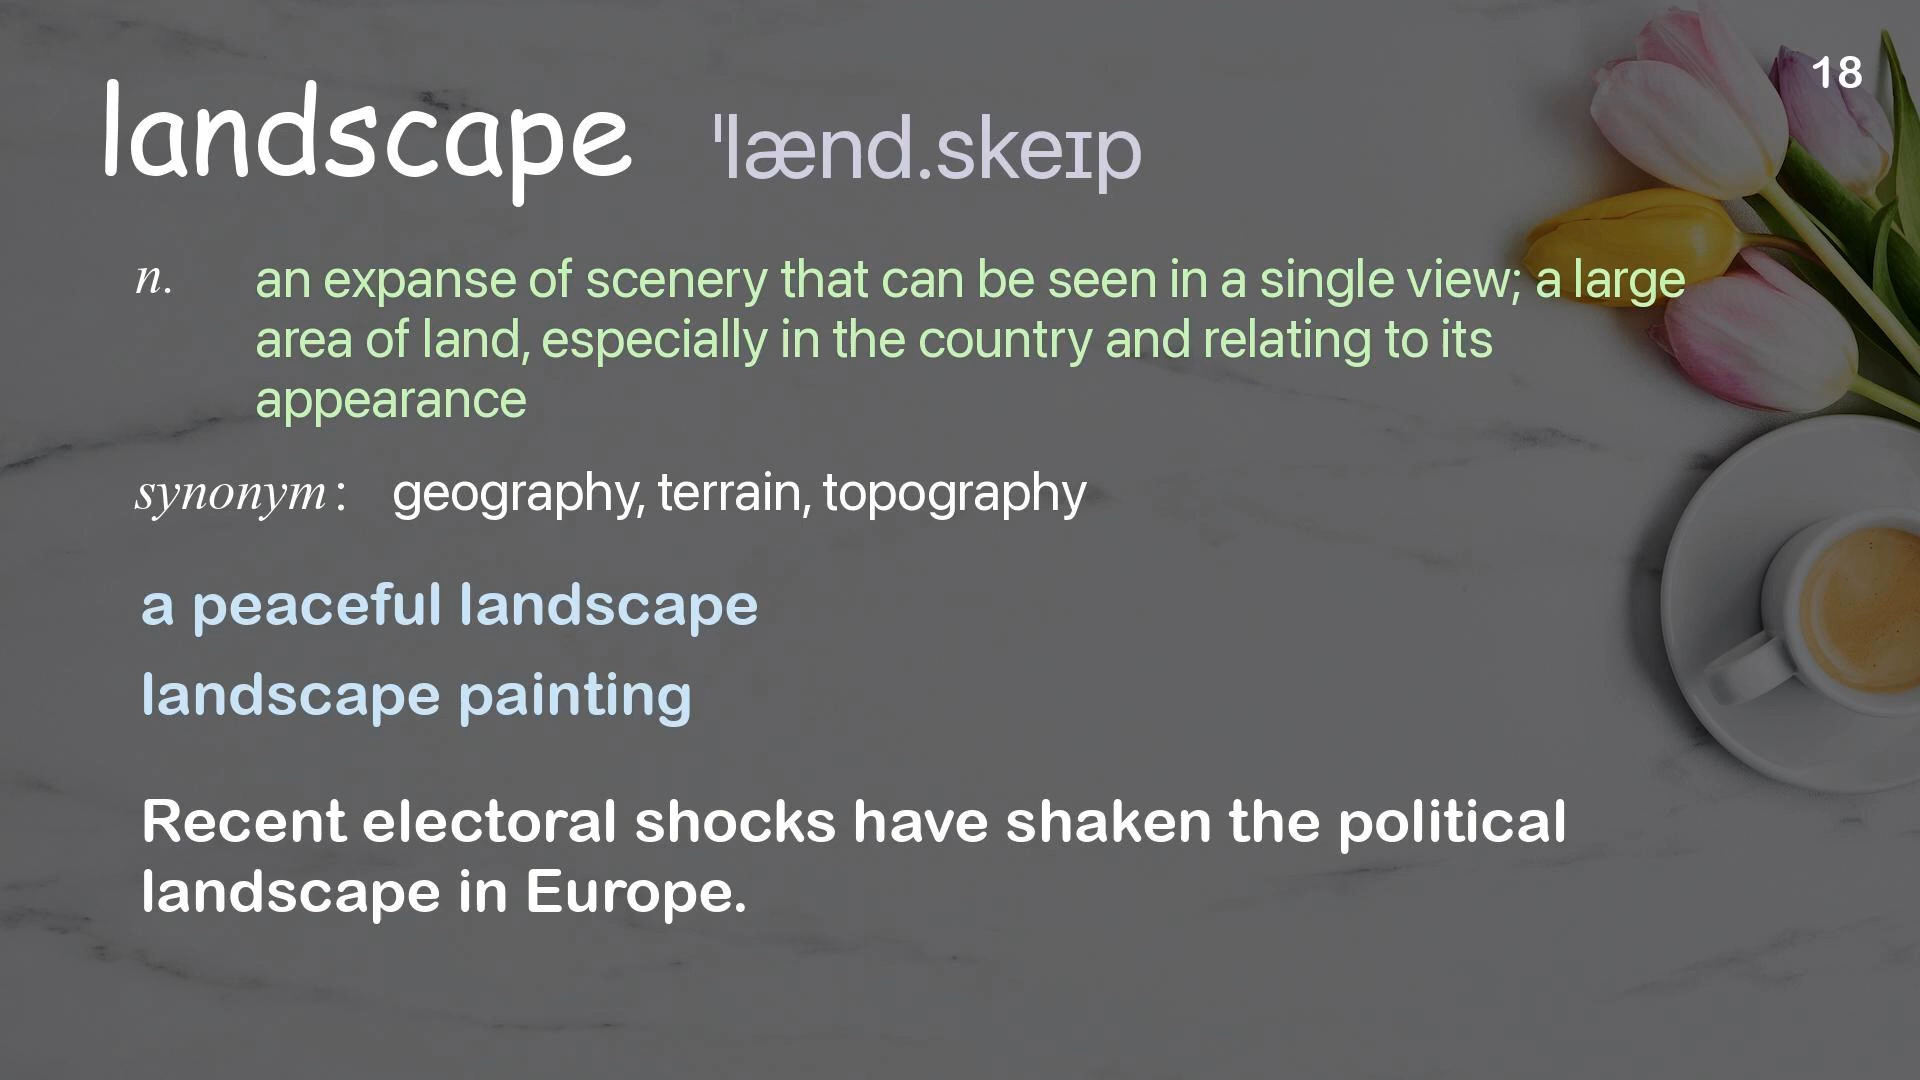 18
landscape ˈlænd.skeɪp
n. an expanse of scenery that can be seen in a single view; a large
area of land, especially in the country and relating to its
appearance
synonym: geography, terrain, topography
a peaceful landscape
landscape painting
Recent electoral shocks have shaken the political
landscape in Europe.